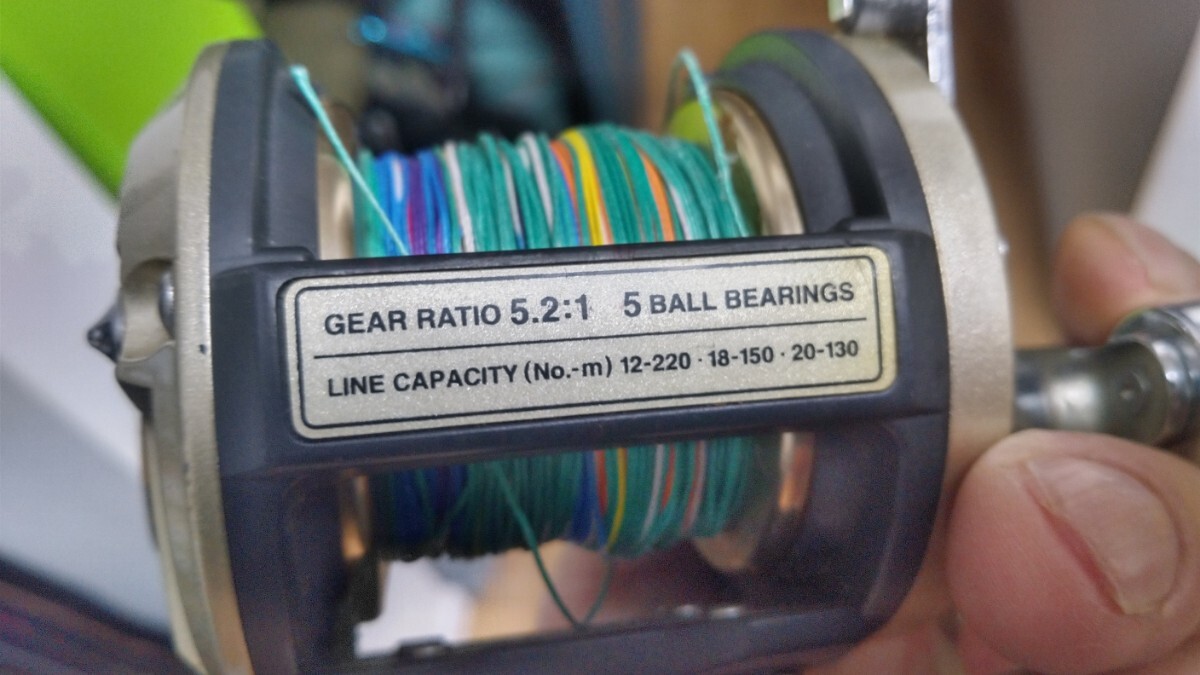 GEAR RATIO 5.2:1 5 BALL BEARINGS
LINE CAPACITY (No.-m) 12-220 · 18-150 · 20-130